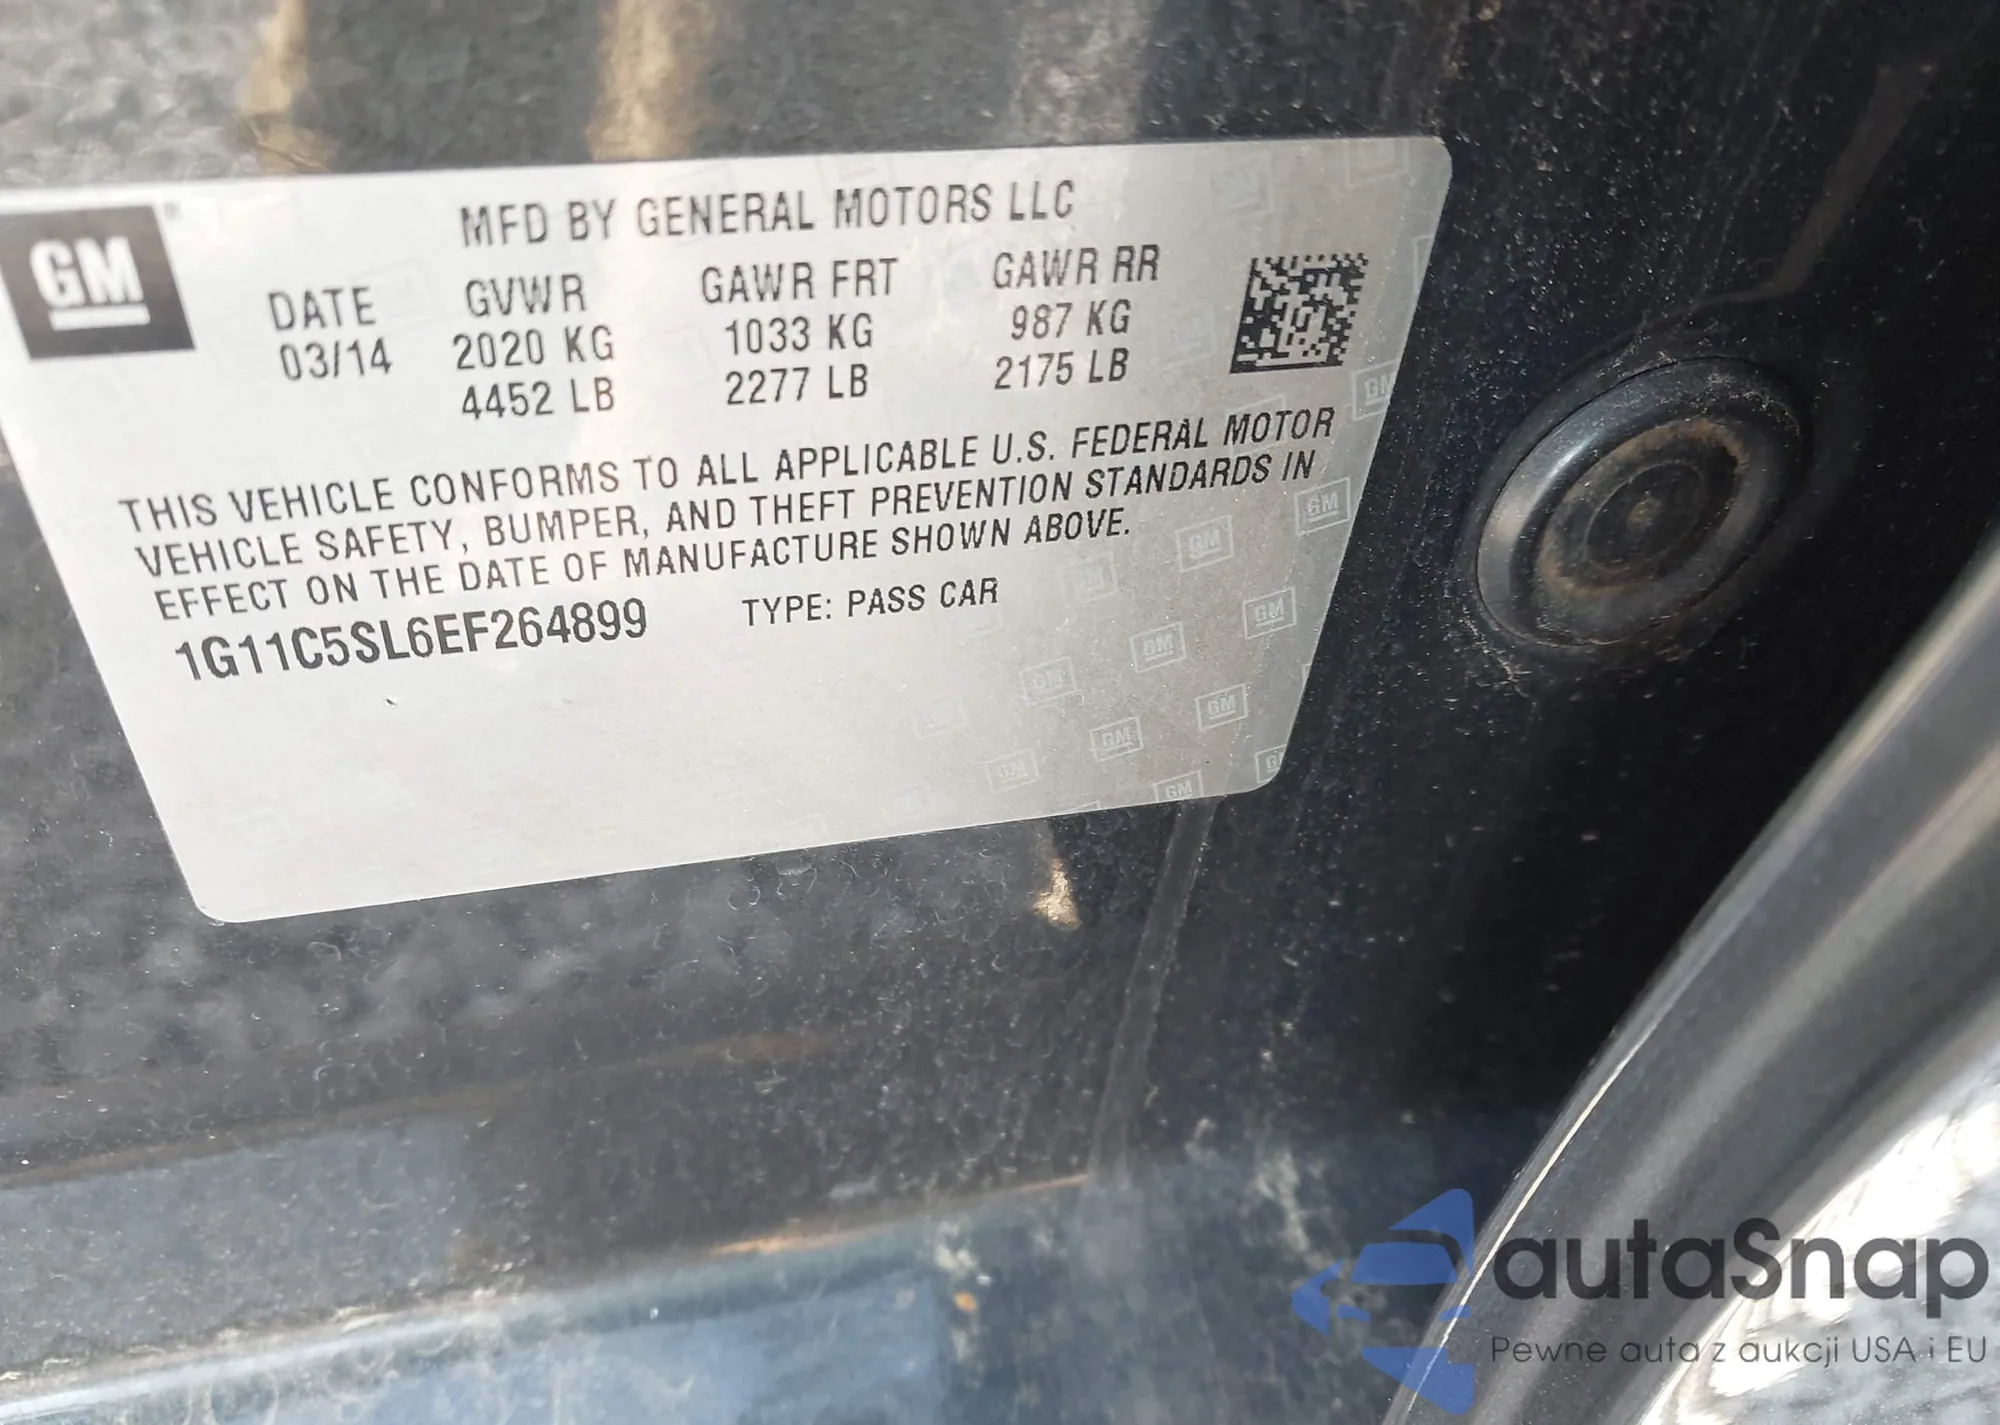 GM
MFD BY GENERAL MOTORS LLC
DATE GVWR GAWR FRT GAWR RR
03/14 2020 KG 1033 KG 987 KG
4452 LB 2277 LB 2175 LB
THIS VEHICLE CONFORMS TO ALL APPLICABLE U.S. FEDERAL MOTOR
VEHICLE SAFETY, BUMPER, AND THEFT PREVENTION STANDARDS IN
EFFECT ON THE DATE OF MANUFACTURE SHOWN ABOVE.
1G11C5SL6EF264899 TYPE: PASS CAR
autaSnap
Pewne auta z aukcji USA i EU